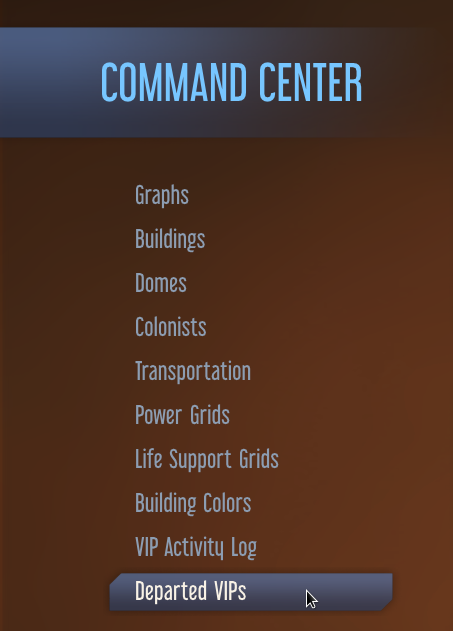 COMMAND CENTER
Graphs
Buildings
Domes
Colonists
Transportation
Power Grids
Life Support Grids
Building Colors
VIP Activity Log
Departed VIPs